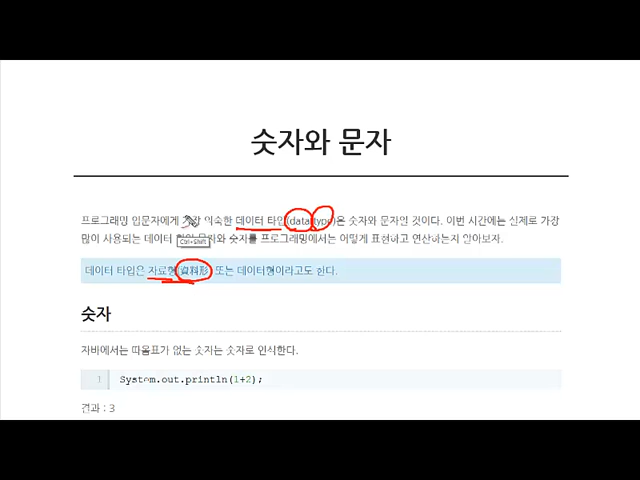 숫자와 문자
프로그래밍 입문자에게 가장 익숙한 데이터 타입(data type)은 숫자와 문자일 것이다. 이번 시간에는 실제로 가장
많이 사용되는 데이터 타입 문자와 숫자를 프로그래밍에서는 어떻게 표현하고 연산하는지 알아보자.
Ctrl+Shift
데이터 타입은 자료형(資料形) 또는 데이터형이라고도 한다.
숫자
자바에서는 따옴표가 없는 숫자는 숫자로 인식한다.
1 System.out.println(1+2);
결과 : 3